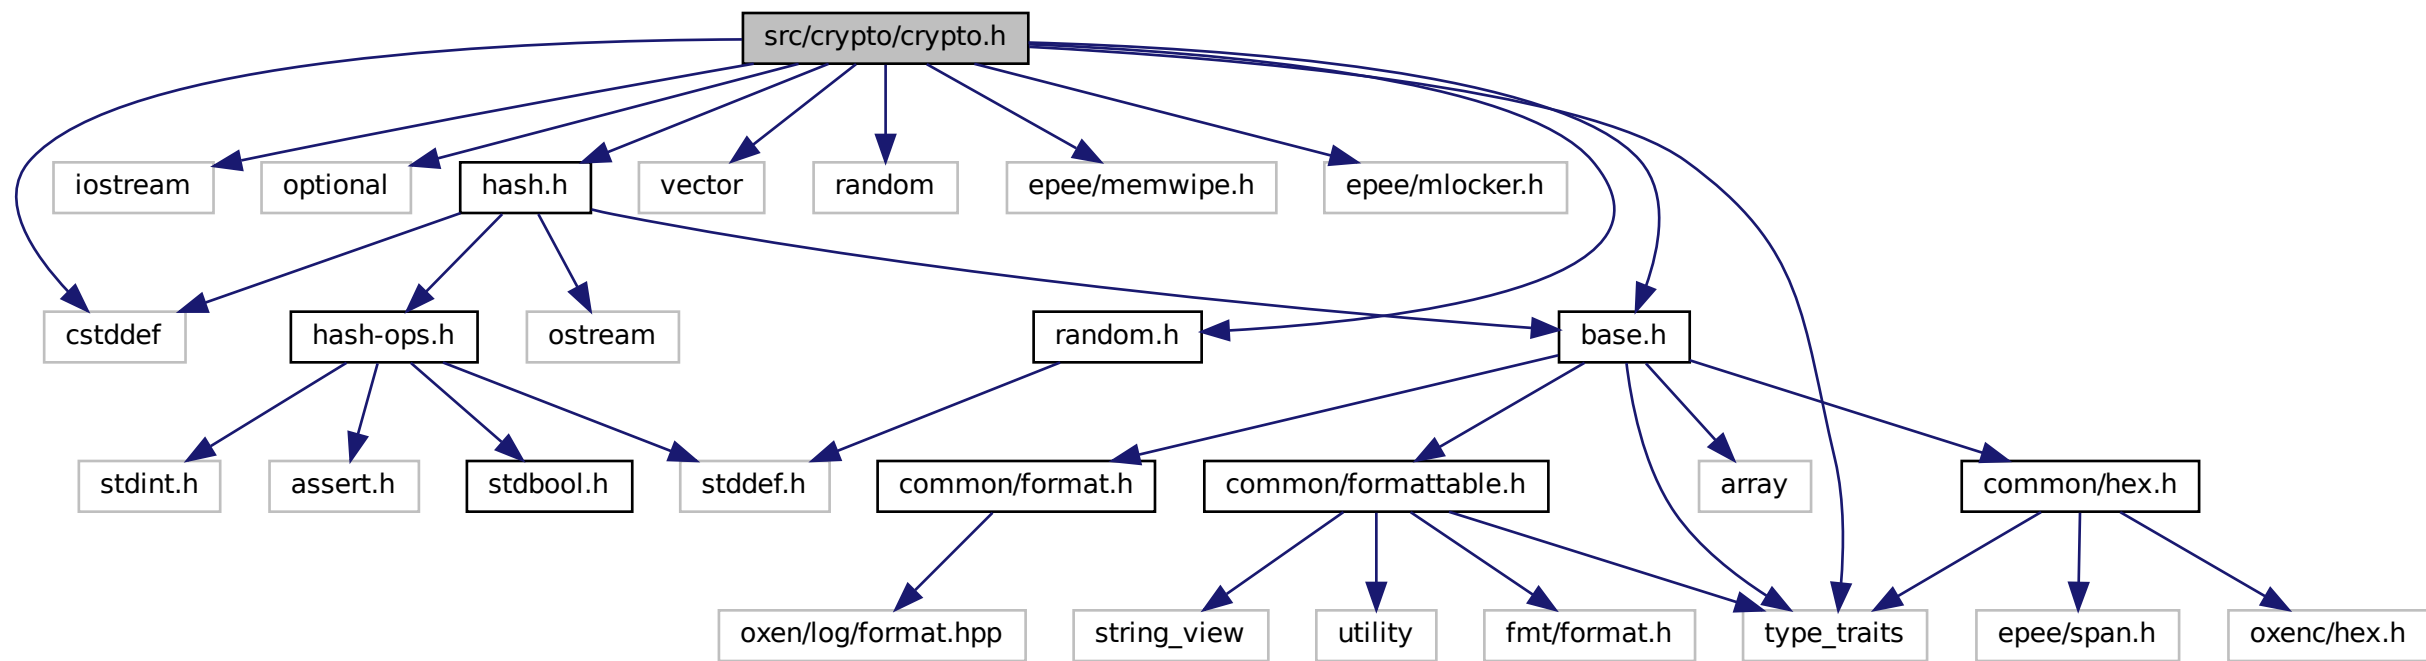 src/crypto/crypto.h
iostream
optional
hash.h
vector
random
epee/memwipe.h
epee/mlocker.h
cstddef
hash-ops.h
ostream
random.h
base.h
stdint.h
assert.h
stdbool.h
stddef.h
common/format.h
common/formattable.h
array
common/hex.h
oxen/log/format.hpp
string_view
utility
fmt/format.h
type_traits
epee/span.h
oxenc/hex.h